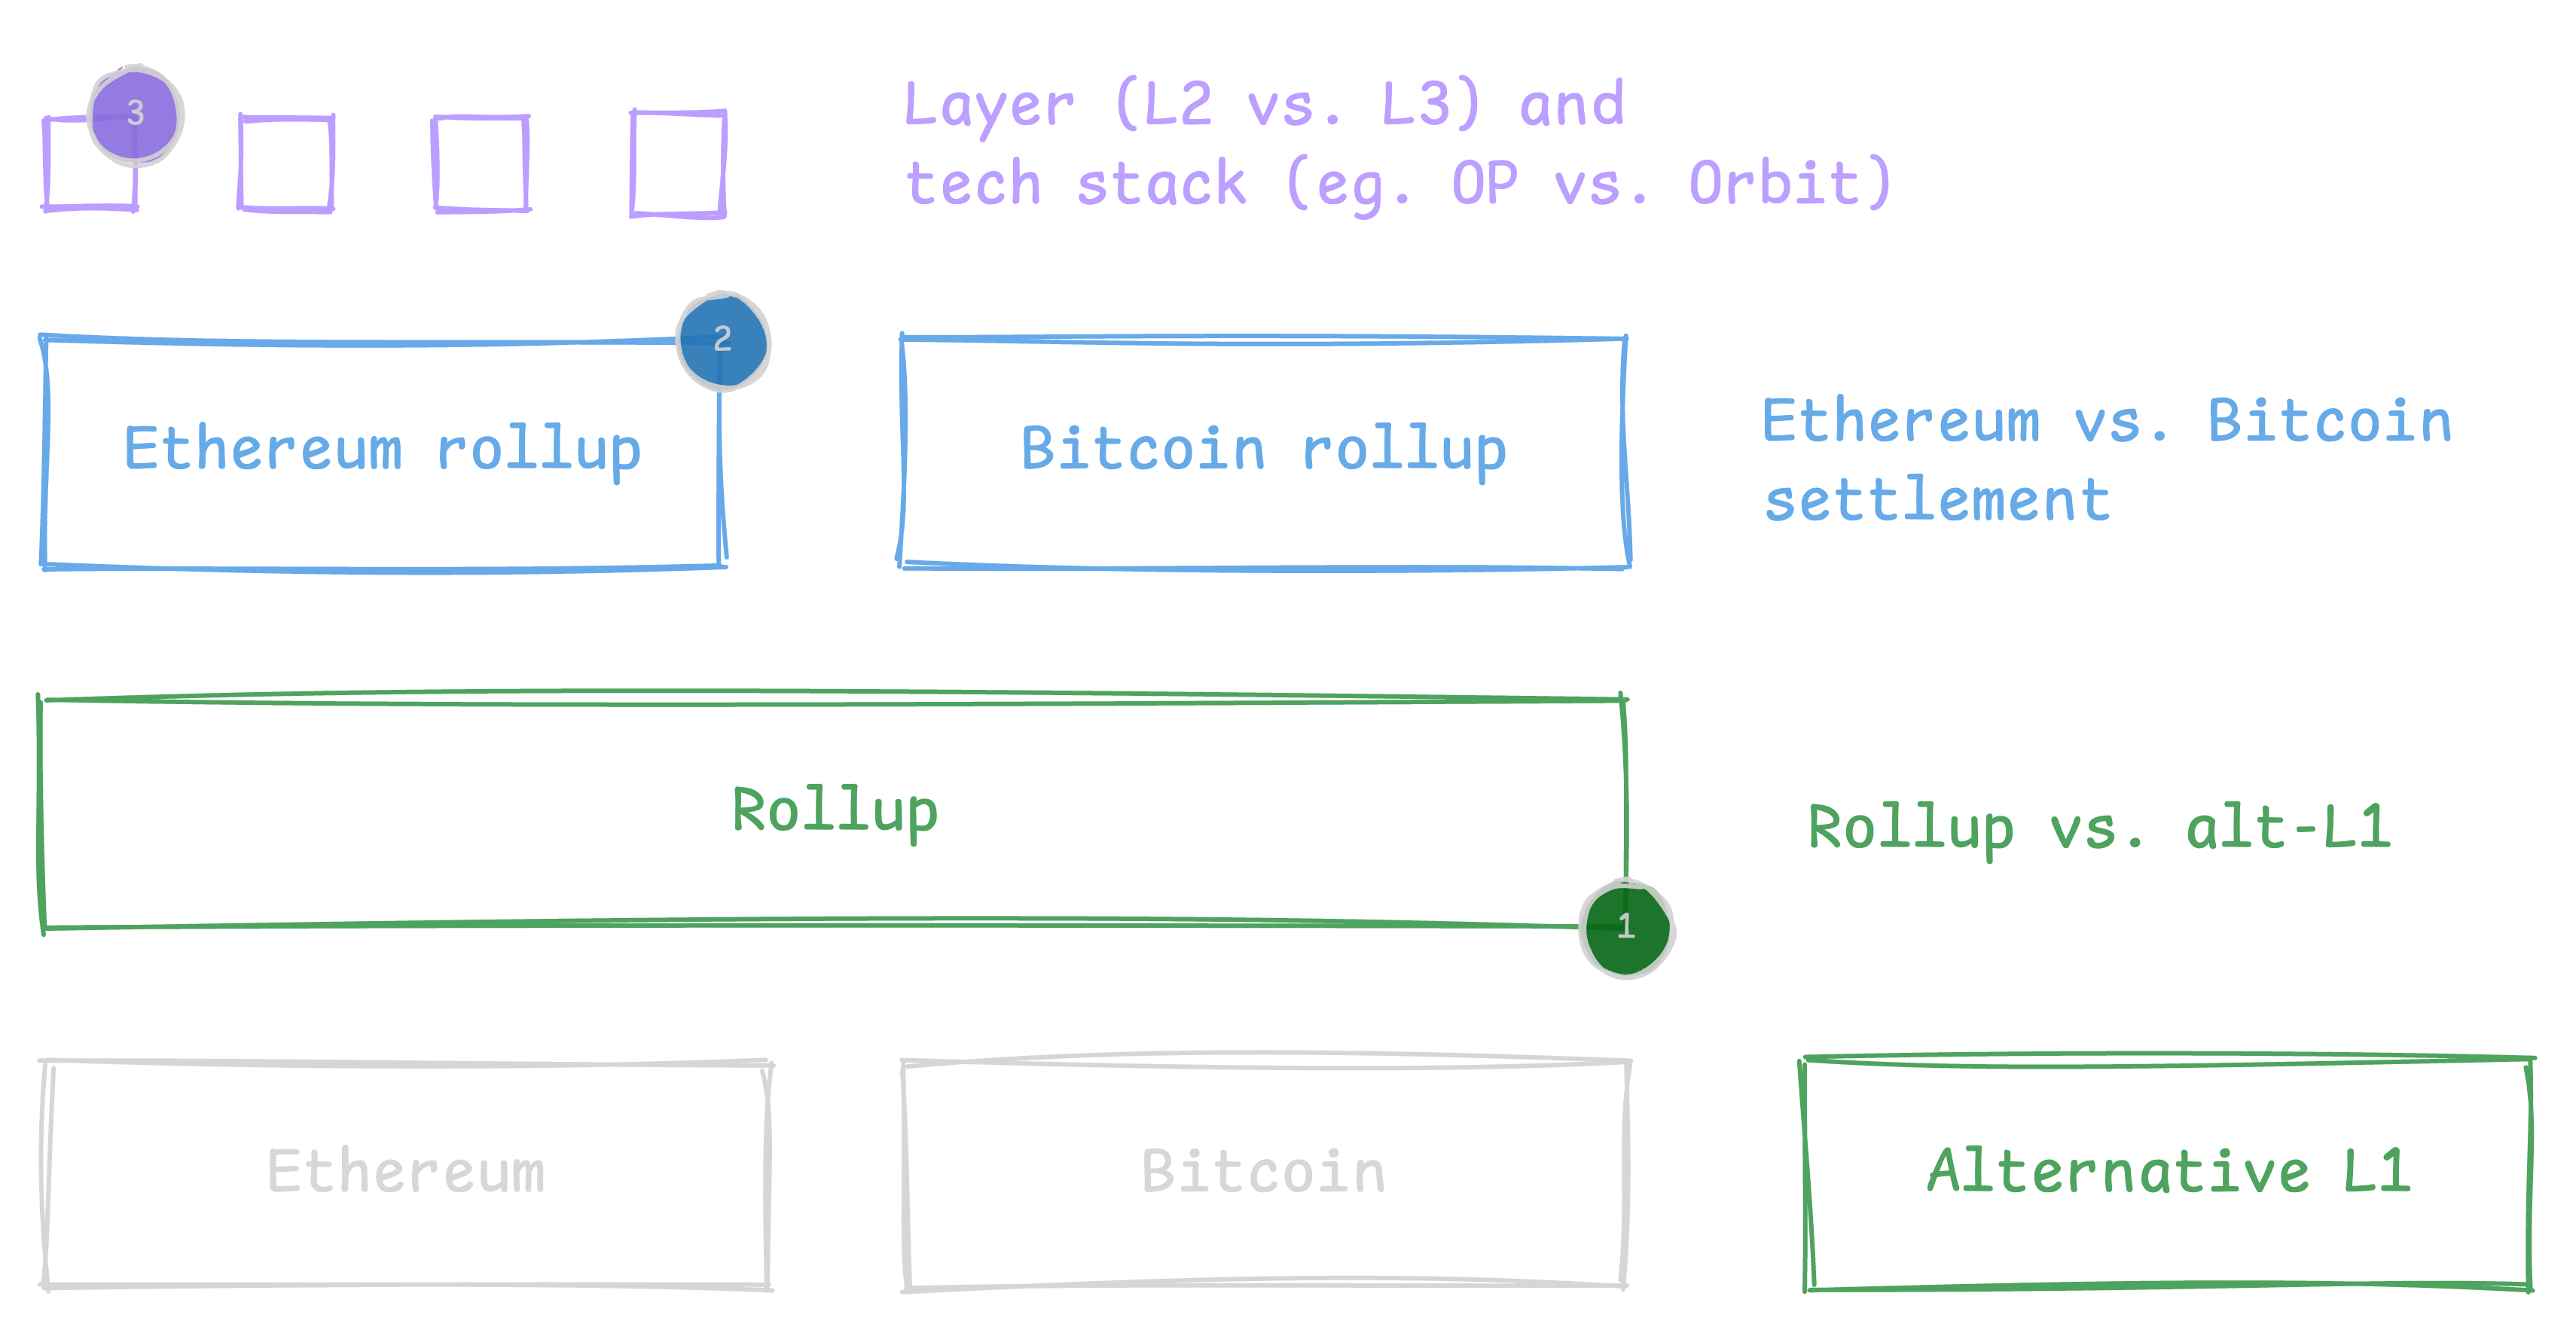 3
Layer (L2 vs. L3) and
tech stack (eg. OP vs. Orbit)
2
Ethereum rollup
Bitcoin rollup
Ethereum vs. Bitcoin
settlement
Rollup
Rollup vs. alt-L1
1
Ethereum
Bitcoin
Alternative L1